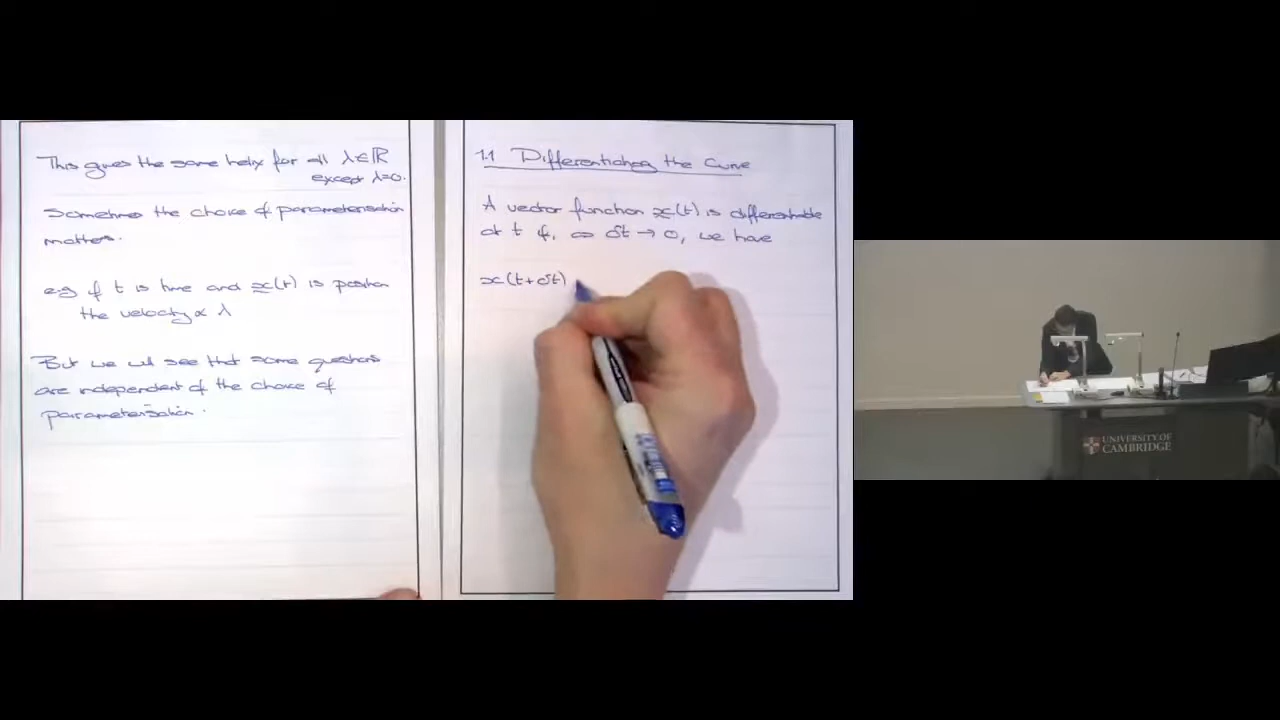 This gives the same helix for all λ∈ℝ
except λ=0.
Sometimes the choice of parameterisation
matters.
e.g. if t is time and x(t) is position
the velocity ∝ λ
But we will see that some questions
are independent of the choice of
parameterisation.
1.1 Differentiating the Curve
A vector function x(t) is differentiable
at t if, as δt → 0, we have
x(t+δt)
UNIVERSITY OF
CAMBRIDGE